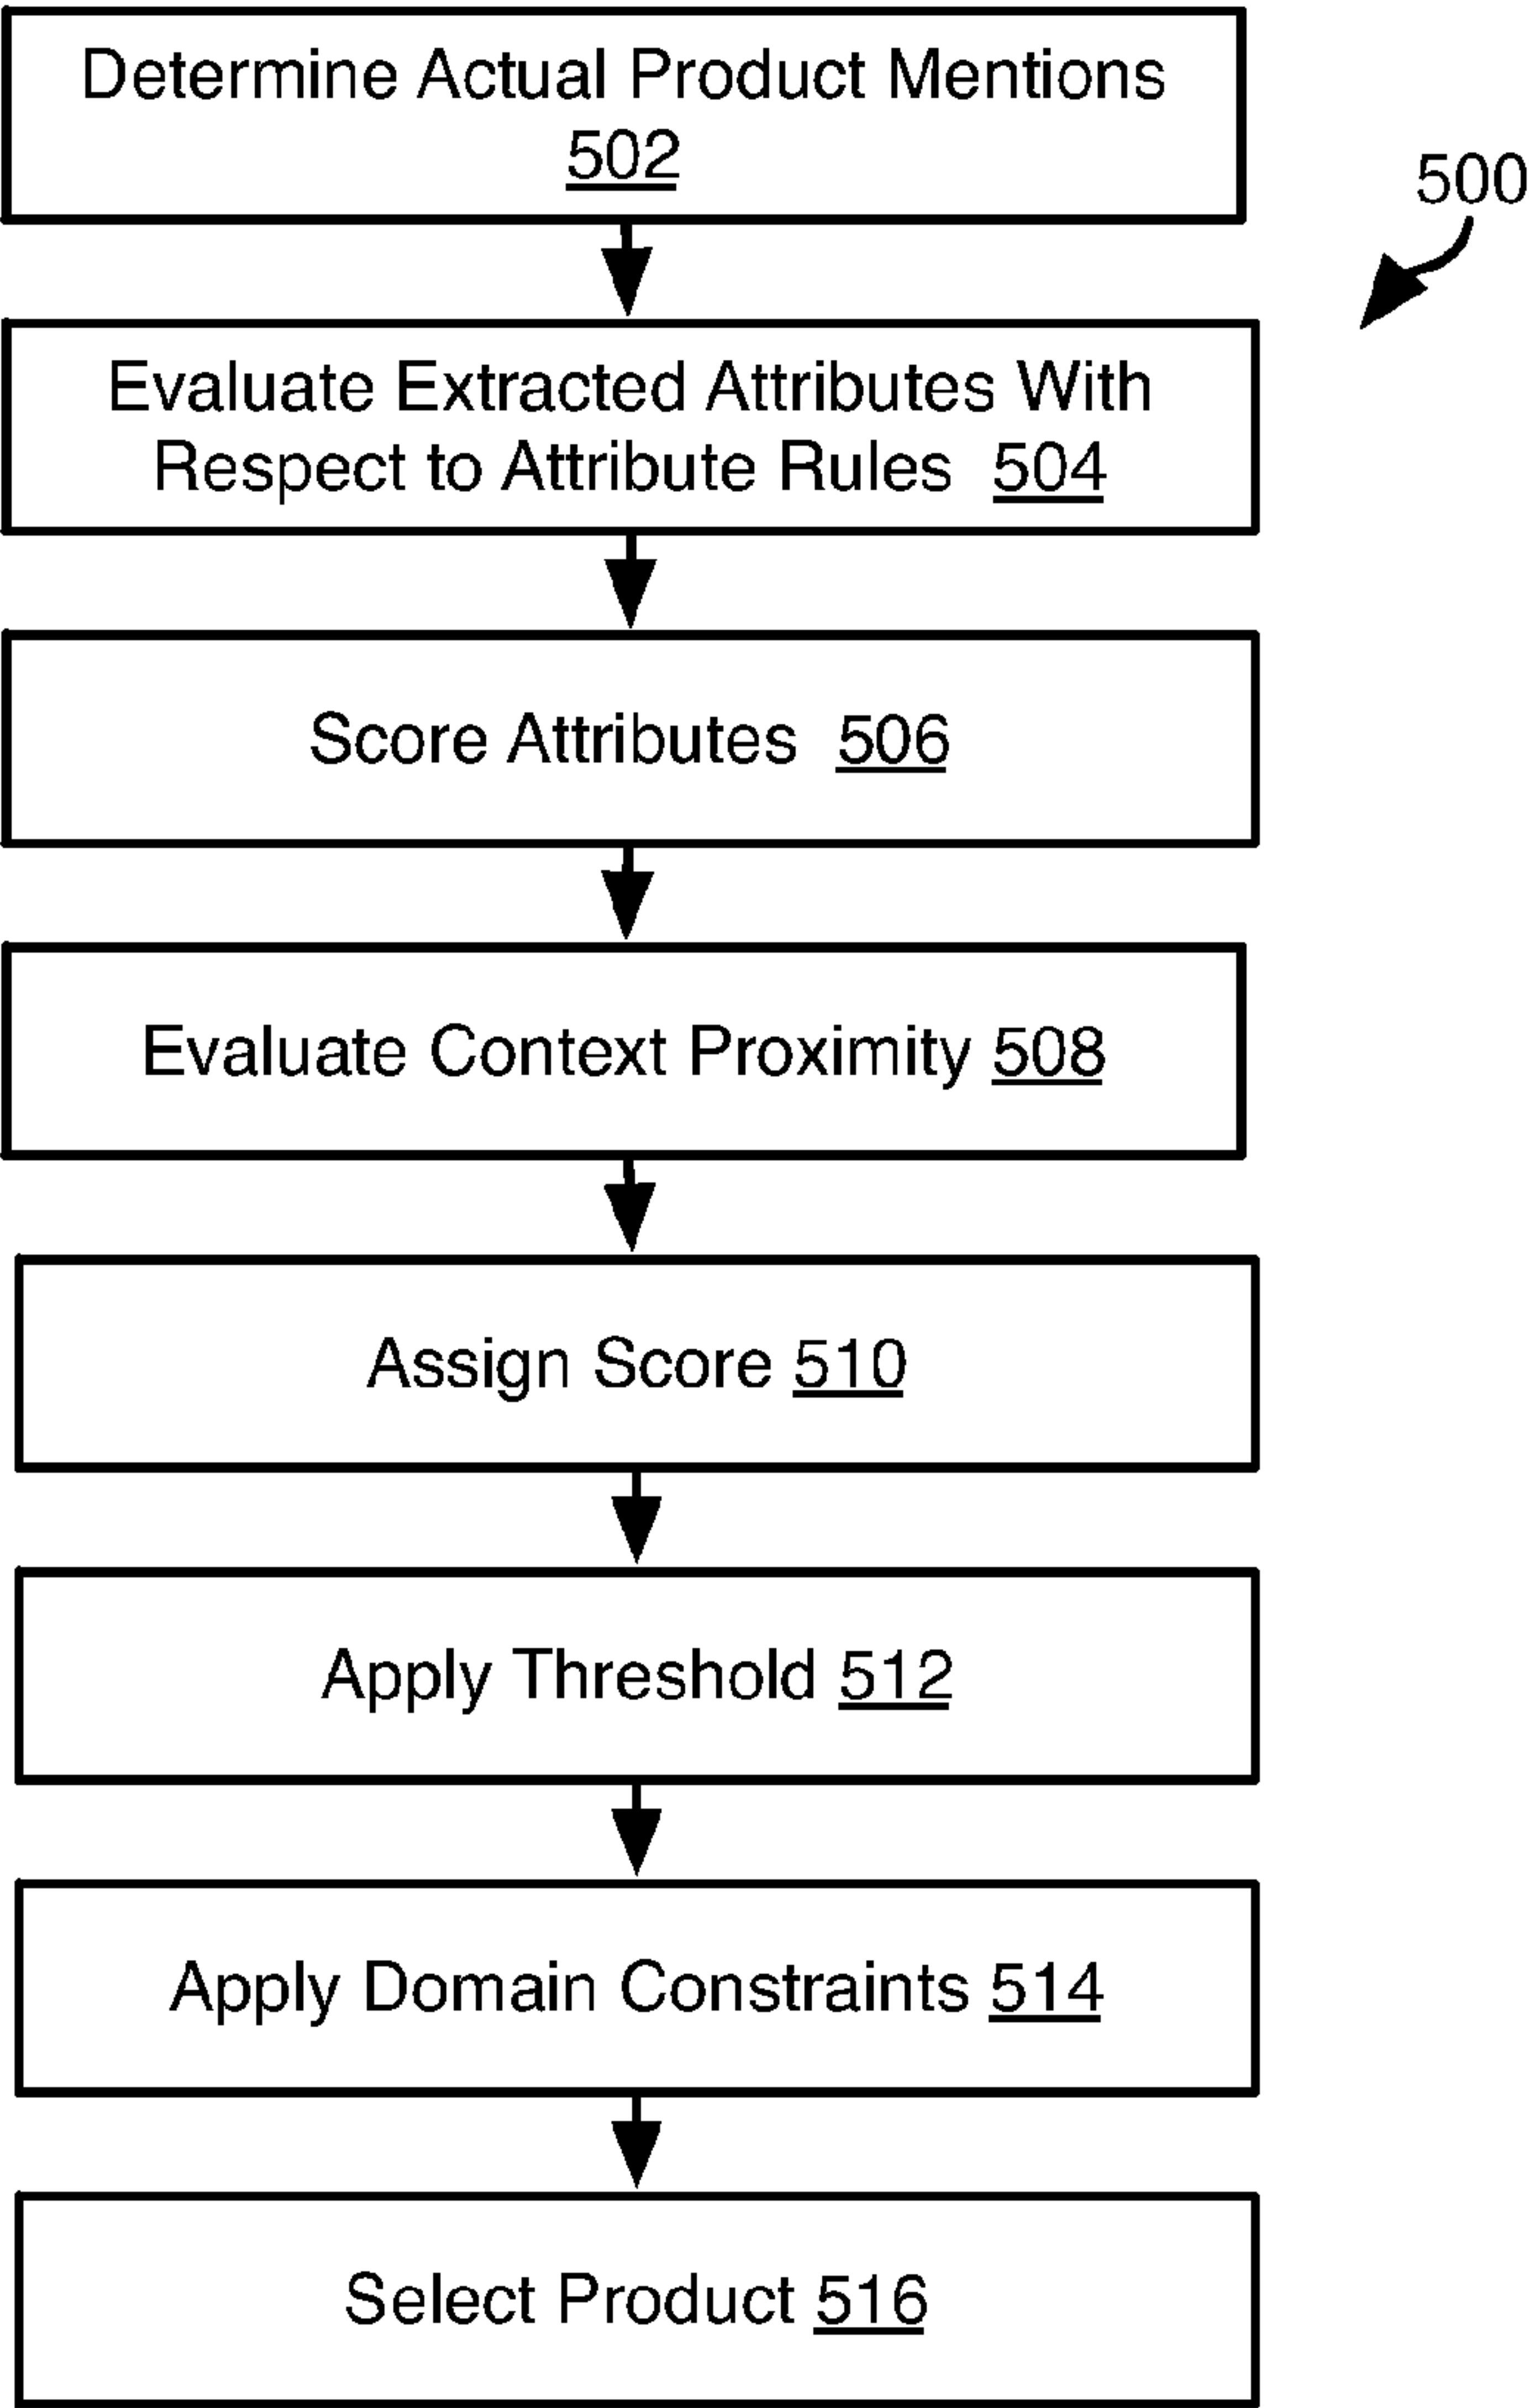 Determine Actual Product Mentions
502
500
Evaluate Extracted Attributes With
Respect to Attribute Rules 504
Score Attributes 506
Evaluate Context Proximity 508
Assign Score 510
Apply Threshold 512
Apply Domain Constraints 514
Select Product 516